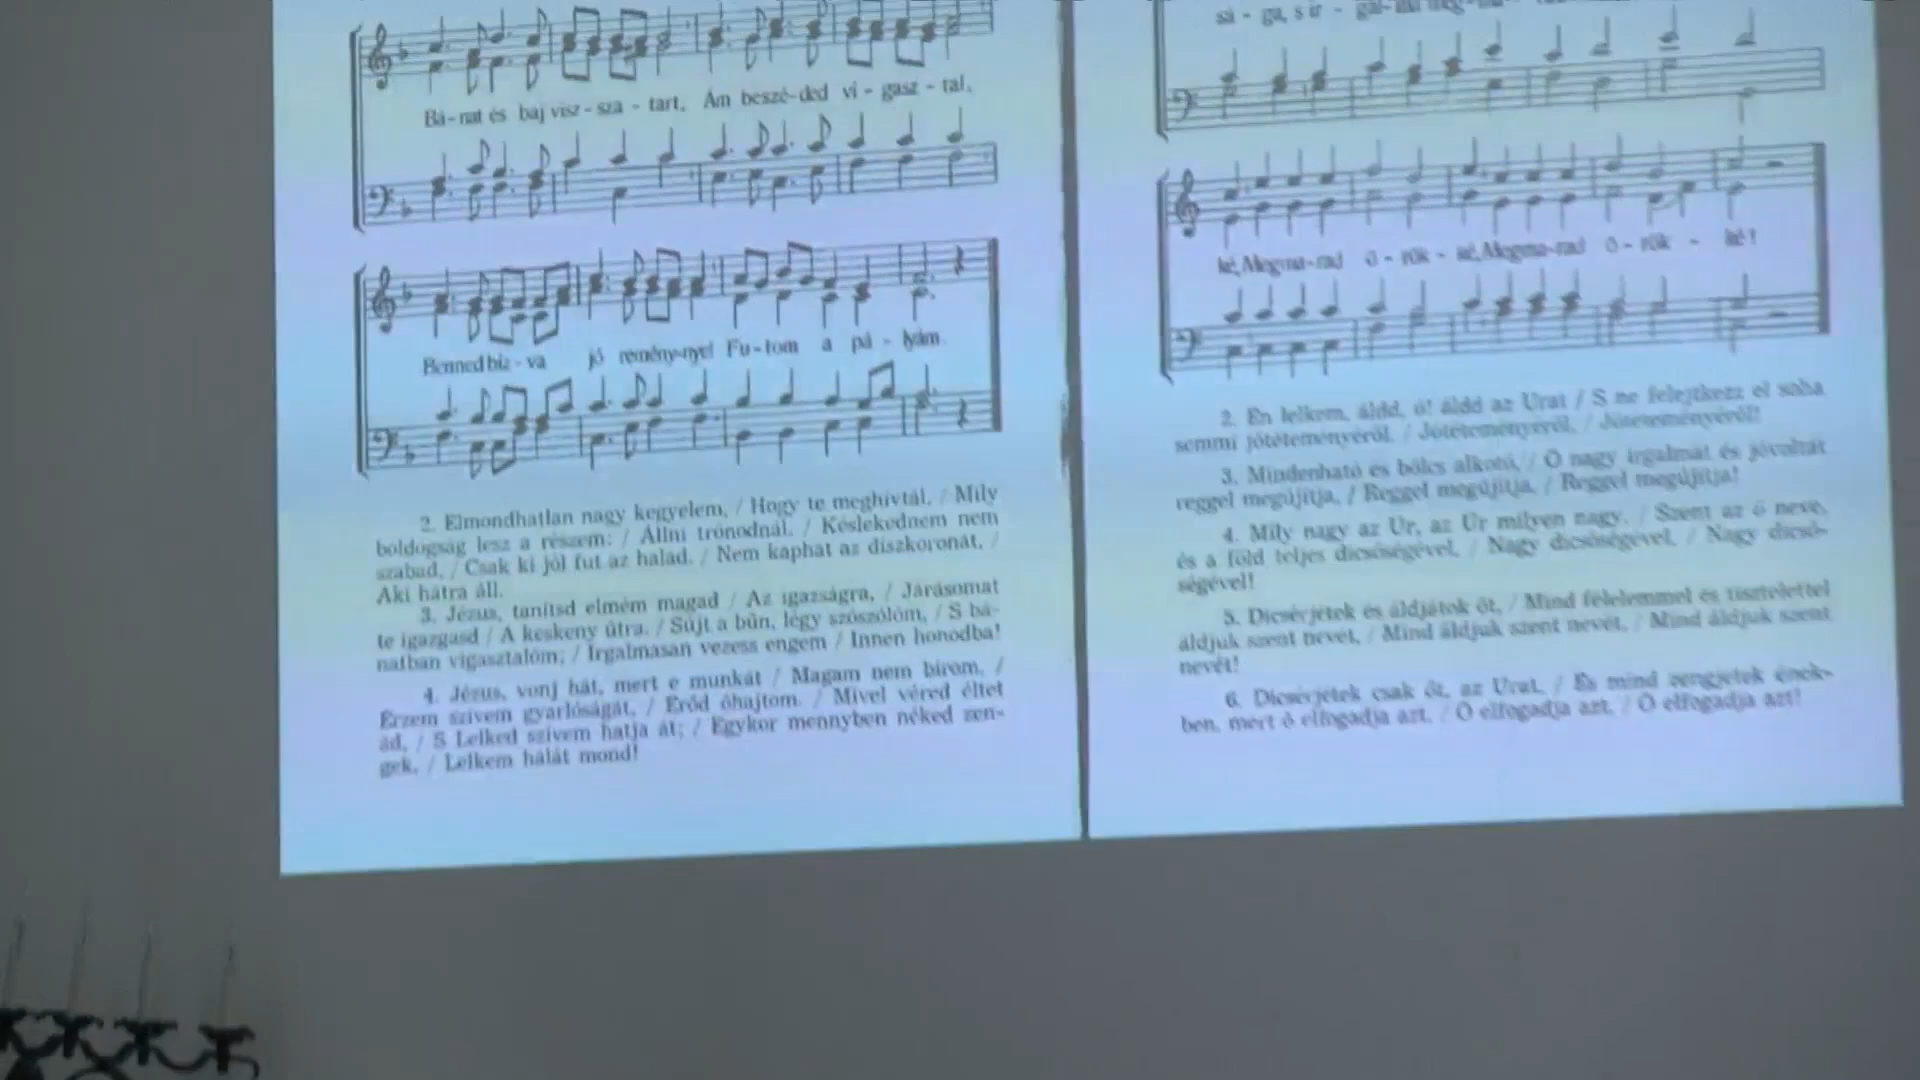 Bá-nat és baj visz-sza-tart, Ám beszé-ded vi-gasz-tal,
Benned bíz-va jó remény-nyel Fu-tom a pá-lyám.
2. Elmondhatlan nagy kegyelem, / Hogy te meghívtál, / Mily
boldogság lesz a részem: / Állni trónodnál. / Késlekednem nem
szabad, / Csak ki jól fut az halad. / Nem kaphat az díszkoronát, /
Aki hátra áll.
3. Jézus, tanítsd elmém magad / Az igazságra, / Járásomat
te igazgasd / A keskeny útra. / Sújt a bűn, légy szószólóm, / S bá-
natban vigasztalóm; / Irgalmasan vezess engem / Innen honodba!
4. Jézus, vonj hát, mert e munkát / Magam nem bírom, /
Érzem szívem gyarlóságát, / Erőd óhajtom. / Mivel véred éltet
ád, / S Lelked szívem hatja át; / Egykor mennyben néked zen-
gek, / Lelkem hálát mond!
sá-ga, s ir-gal-
ké, Megma-rad ö-rök-ké, Megma-rad ö-rök-ké!
2. Én lelkem, áldd, ó! áldd az Urat / S ne felejtkezz el soha
semmi jótéteményéről, / Jótéteményéről, / Jótéteményéről!
3. Mindenható és bölcs alkotó, / Ő nagy irgalmát és jóvoltát
reggel megújítja, / Reggel megújítja, / Reggel megújítja!
4. Mily nagy az Úr, az Úr milyen nagy, / Szent az ő neve,
és a föld teljes dicsőségével, / Nagy dicsőségével, / Nagy dicső-
ségével!
5. Dicsérjétek és áldjátok őt, / Mind félelemmel és tisztelettel
áldjuk szent nevét, / Mind áldjuk szent nevét, / Mind áldjuk szent
nevét!
6. Dicsérjétek csak őt, az Urat, / És mind zengjetek ének-
ben, mert ő elfogadja azt, / Ő elfogadja azt, / Ő elfogadja azt!